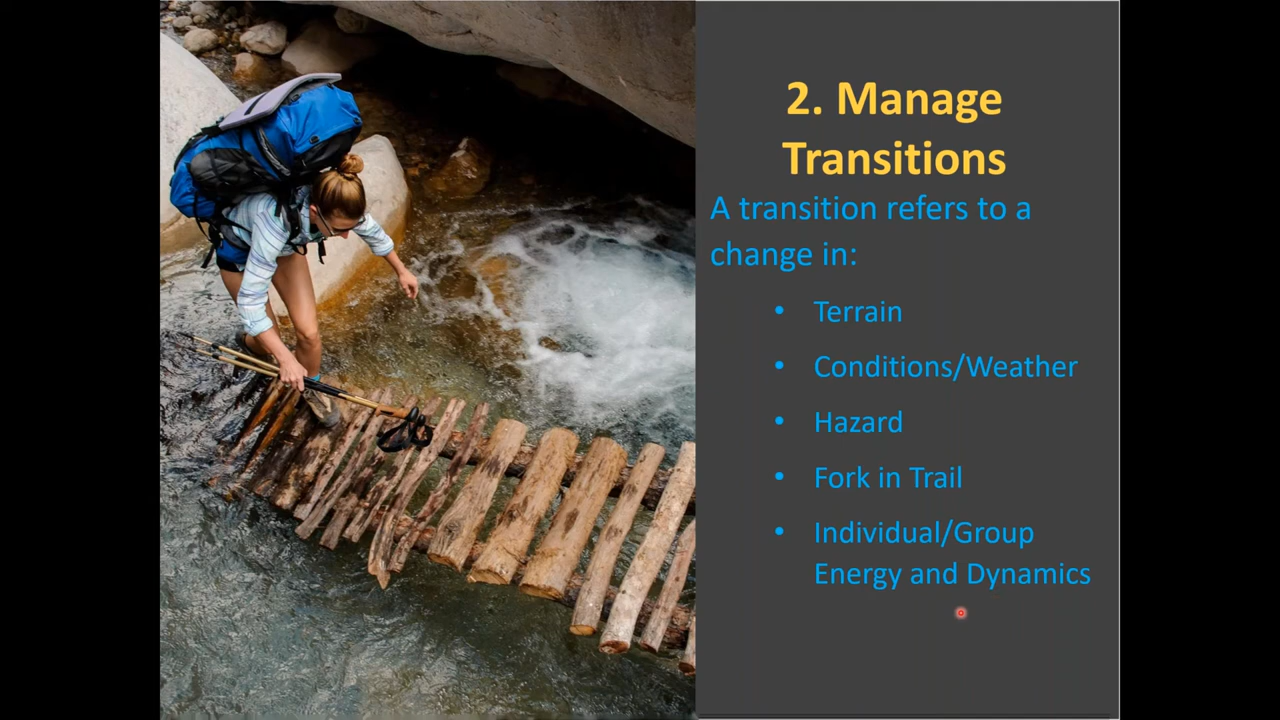 2. Manage
Transitions
A transition refers to a
change in:
• Terrain
• Conditions/Weather
• Hazard
• Fork in Trail
• Individual/Group
Energy and Dynamics